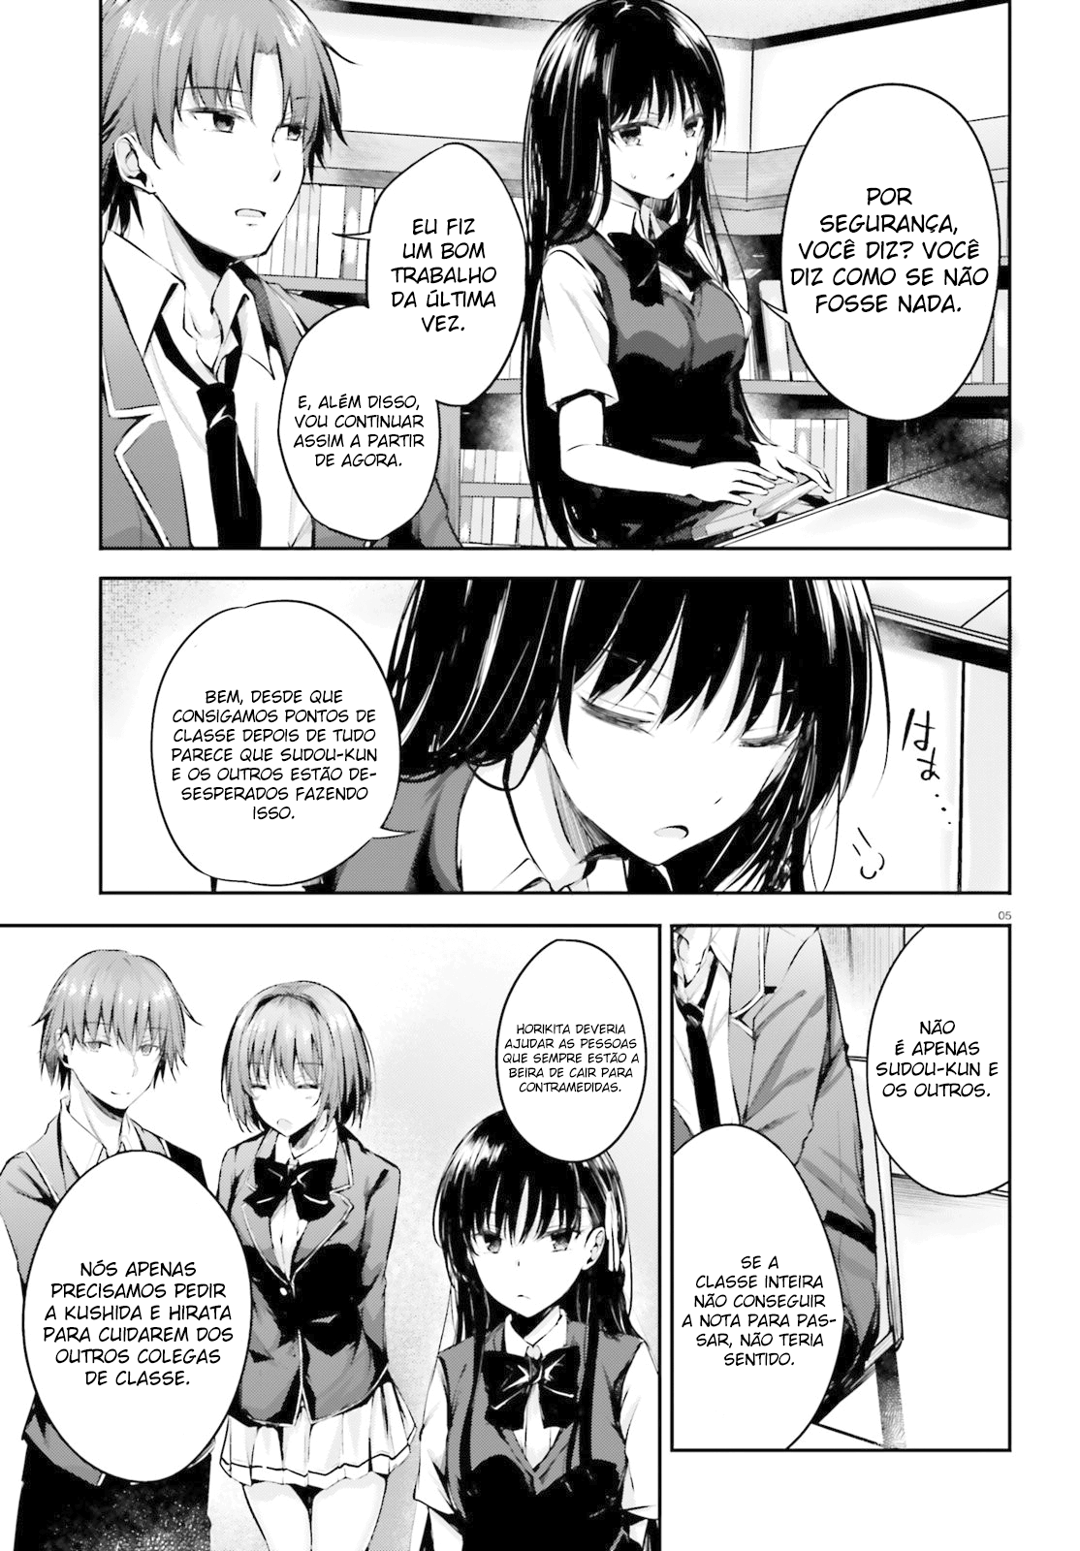 POR
SEGURANÇA,
VOCÊ DIZ? VOCÊ
DIZ COMO SE NÃO
FOSSE NADA.
EU FIZ
UM BOM
TRABALHO
DA ÚLTIMA
VEZ.
E, ALÉM DISSO,
VOU CONTINUAR
ASSIM A PARTIR
DE AGORA.
はぁ...
BEM, DESDE QUE
CONSIGAMOS PONTOS DE
CLASSE DEPOIS DE TUDO
PARECE QUE SUDOU-KUN
E OS OUTROS ESTÃO DE-
SESPERADOS FAZENDO
ISSO.
05
NÃO
É APENAS
SUDOU-KUN E
OS OUTROS.
SE A
CLASSE INTEIRA
NÃO CONSEGUIR
A NOTA PARA PAS-
SAR, NÃO TERIA
SENTIDO.
HORIKITA DEVERIA
AJUDAR AS PESSOAS
QUE SEMPRE ESTÃO A
BEIRA DE CAIR PARA
CONTRAMEDIDAS.
NÓS APENAS
PRECISAMOS PEDIR
A KUSHIDA E HIRATA
PARA CUIDAREM DOS
OUTROS COLEGAS
DE CLASSE.